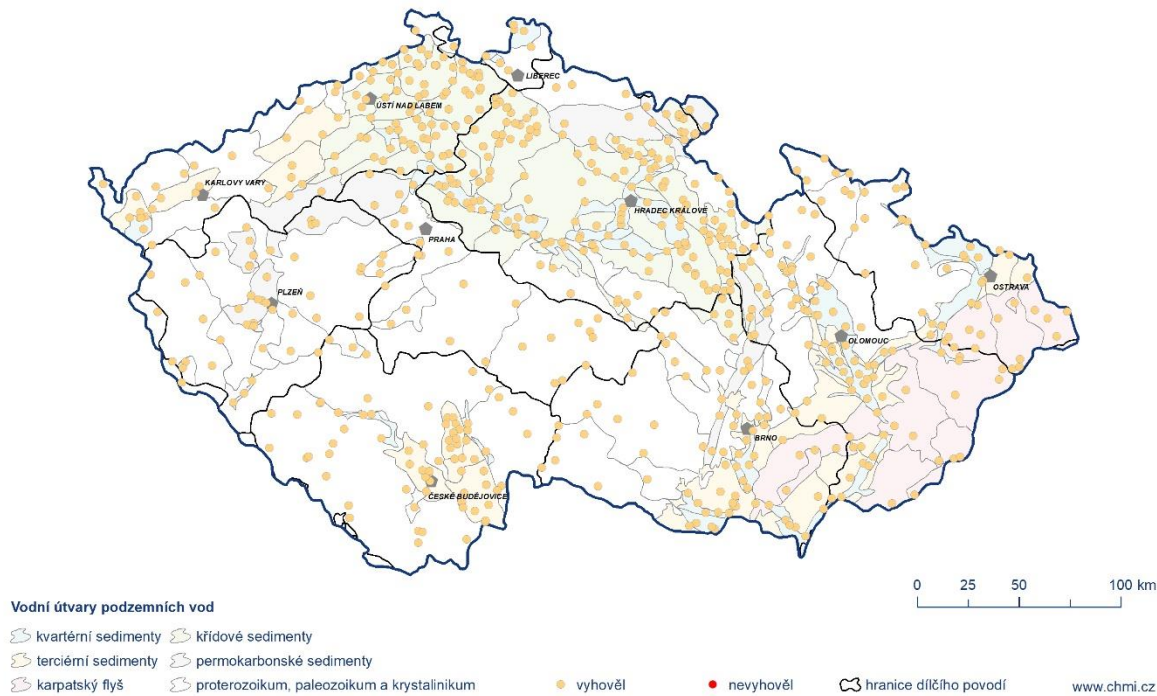 LIBEREC
ÚSTÍ NAD LABEM
KARLOVY VARY
HRADEC KRÁLOVÉ
PRAHA
OSTRAVA
PLZEŇ
OLOMOUC
BRNO
ČESKÉ BUDĚJOVICE
0 25 50 100 km
Vodní útvary podzemních vod
kvartérní sedimenty křídové sedimenty
terciérní sedimenty permokarbonské sedimenty
karpatský flyš proterozoikum, paleozoikum a krystalinikum vyhověl nevyhověl hranice dílčího povodí www.chmi.cz